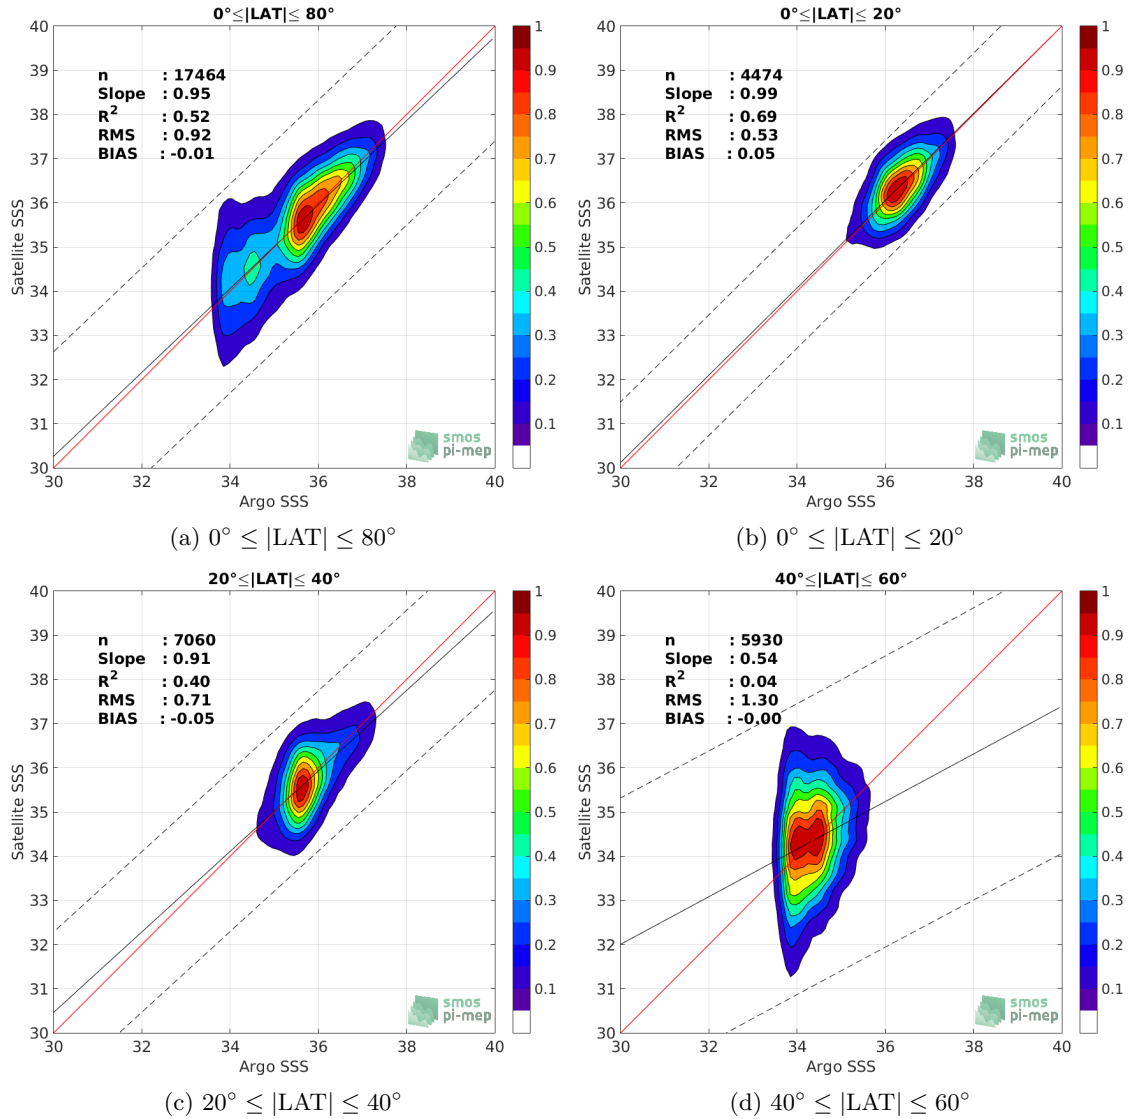 0°≤|LAT|≤ 80°
n : 17464
Slope : 0.95
R2 : 0.52
RMS : 0.92
BIAS : -0.01
40
39
38
37
36
35
34
33
32
31
30
Satellite SSS
30 32 34 36 38 40
Argo SSS
1
0.9
0.8
0.7
0.6
0.5
0.4
0.3
0.2
0.1
smos
pi-mep
(a) 0° ≤ |LAT| ≤ 80°
0°≤|LAT|≤ 20°
n : 4474
Slope : 0.99
R2 : 0.69
RMS : 0.53
BIAS : 0.05
40
39
38
37
36
35
34
33
32
31
30
Satellite SSS
30 32 34 36 38 40
Argo SSS
1
0.9
0.8
0.7
0.6
0.5
0.4
0.3
0.2
0.1
smos
pi-mep
(b) 0° ≤ |LAT| ≤ 20°
20°≤|LAT|≤ 40°
n : 7060
Slope : 0.91
R2 : 0.40
RMS : 0.71
BIAS : -0.05
40
39
38
37
36
35
34
33
32
31
30
Satellite SSS
30 32 34 36 38 40
Argo SSS
1
0.9
0.8
0.7
0.6
0.5
0.4
0.3
0.2
0.1
smos
pi-mep
(c) 20° ≤ |LAT| ≤ 40°
40°≤|LAT|≤ 60°
n : 5930
Slope : 0.54
R2 : 0.04
RMS : 1.30
BIAS : -0.00
40
39
38
37
36
35
34
33
32
31
30
Satellite SSS
30 32 34 36 38 40
Argo SSS
1
0.9
0.8
0.7
0.6
0.5
0.4
0.3
0.2
0.1
smos
pi-mep
(d) 40° ≤ |LAT| ≤ 60°